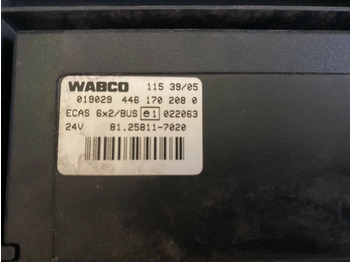 WABCO 115 39/05
019029 446 170 208 0
ECAS 6x2/BUS e1 022063
24V 81.25811-7020